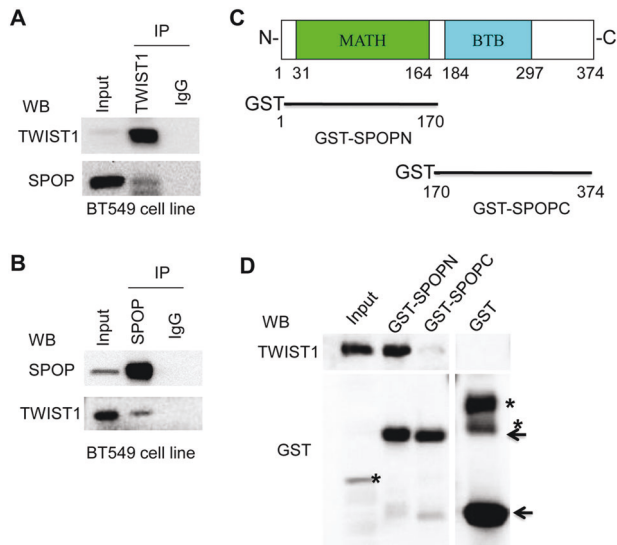 A
IP
Input
TWIST1
IgG
WB
TWIST1
SPOP
BT549 cell line
B
IP
Input
SPOP
IgG
WB
SPOP
TWIST1
BT549 cell line
C
N- MATH BTB -C
1 31 164 184 297 374
GST
1 170
GST-SPOPN
GST
170 374
GST-SPOPC
D
Input
GST-SPOPN
GST-SPOPC
GST
WB
TWIST1
GST
*
*
*